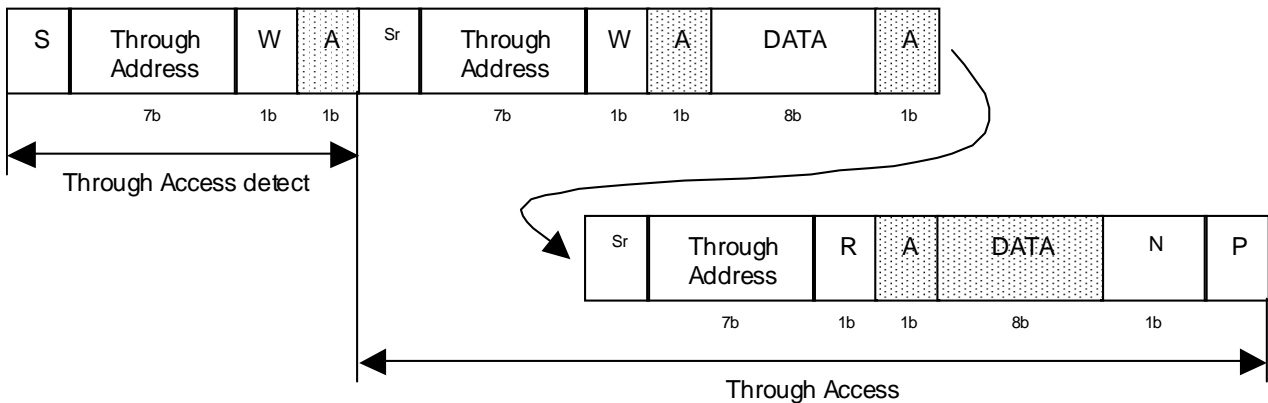 S Through Address W A Sr Through Address W A DATA A
7b 1b 1b 7b 1b 1b 8b 1b
Through Access detect
Sr Through Address R A DATA N P
7b 1b 1b 8b 1b
Through Access